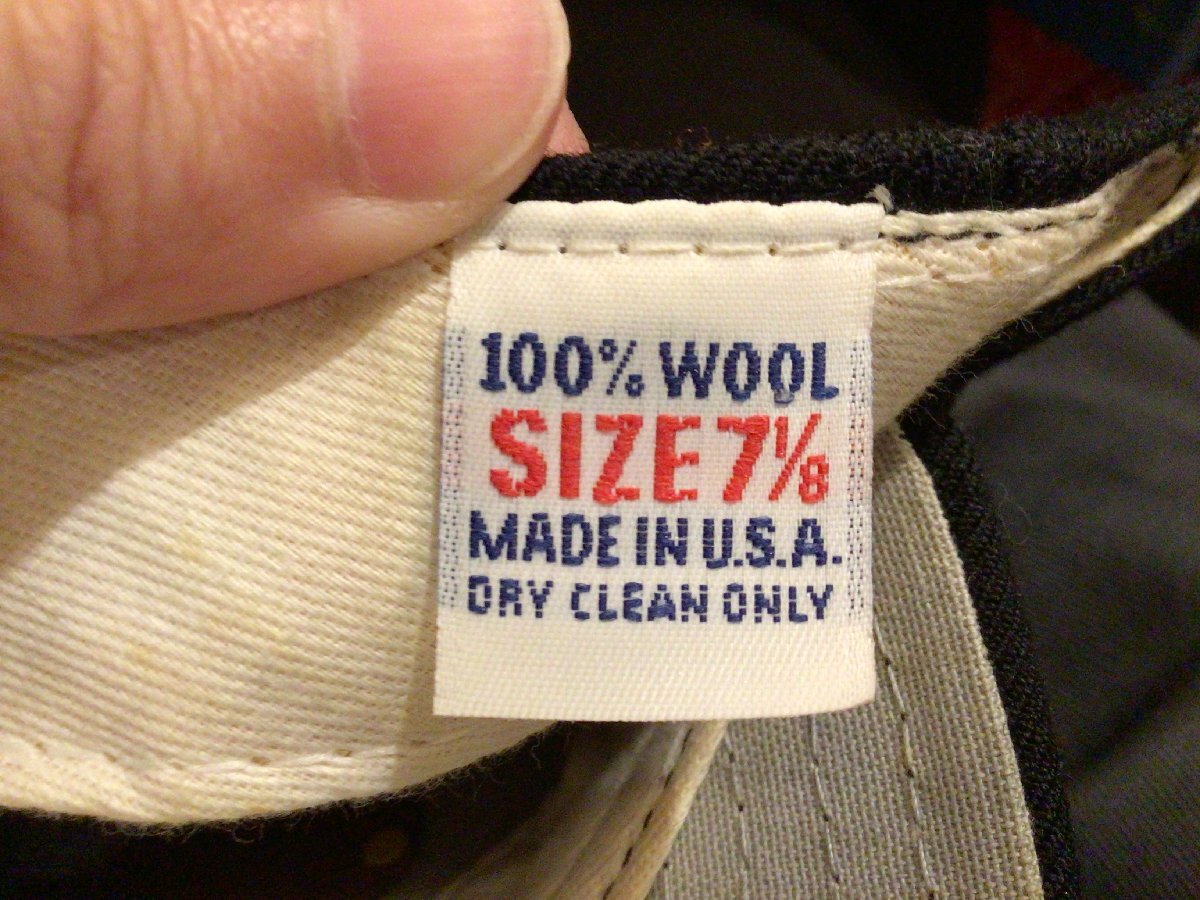 100% WOOL
SIZE 7⅛
MADE IN U.S.A.
DRY CLEAN ONLY